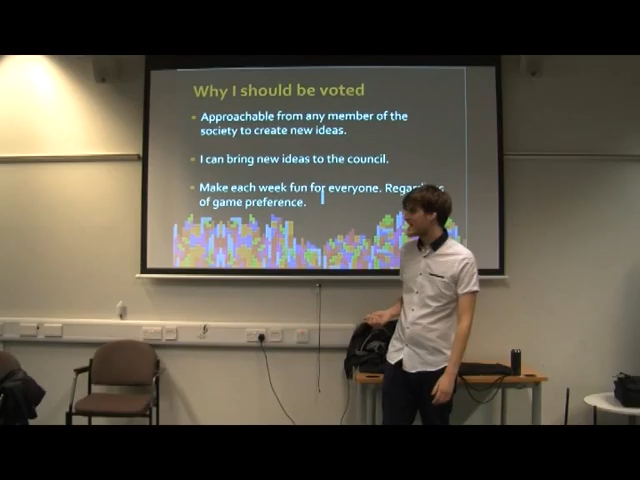 Why I should be voted
Approachable from any member of the
society to create new ideas.
I can bring new ideas to the council.
Make each week fun for everyone. Regardless
of game preference.